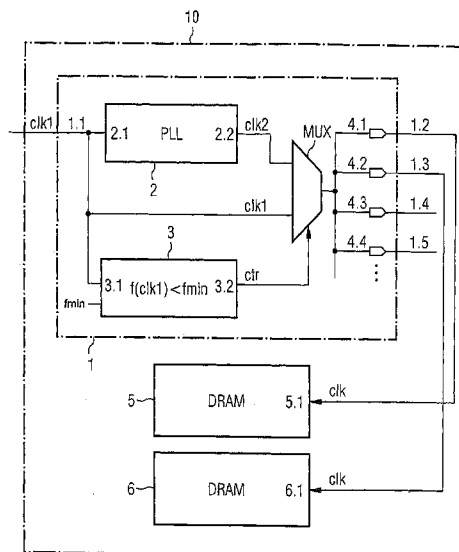 10
clk1 1.1
2.1 PLL 2.2
clk2
MUX
2
4.1 1.2
4.2 1.3
clk1
4.3 1.4
3
4.4 1.5
3.1 f(clk1)<fmin 3.2
ctr
fmin
1
5 DRAM 5.1 clk
6 DRAM 6.1 clk